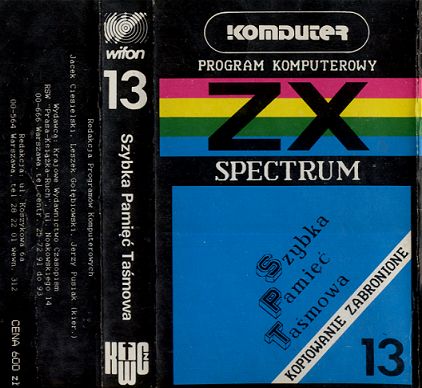 Redakcja Programów Komputerowych
Jacek Ciesielski, Leszek Gołębiowski, Jerzy Pusiak (kier.)
Wydawca: Krajowe Wydawnictwo czasopism
RSW "Prasa-Książka-Ruch", ul. Noakowskiego 14
00-666 Warszawa, tel.centr. 25-72-91 do 93
Redakcja: ul. Koszykowa 6a
00-564 Warszawa, tel. 28 22 01 wewn. 312
CENA 600 zł
wifon
13
Szybka Pamięć Taśmowa
Komputer
PROGRAM KOMPUTEROWY
ZX
SPECTRUM
Szybka
Pamięć
Taśmowa
KOPIOWANIE ZABRONIONE
13